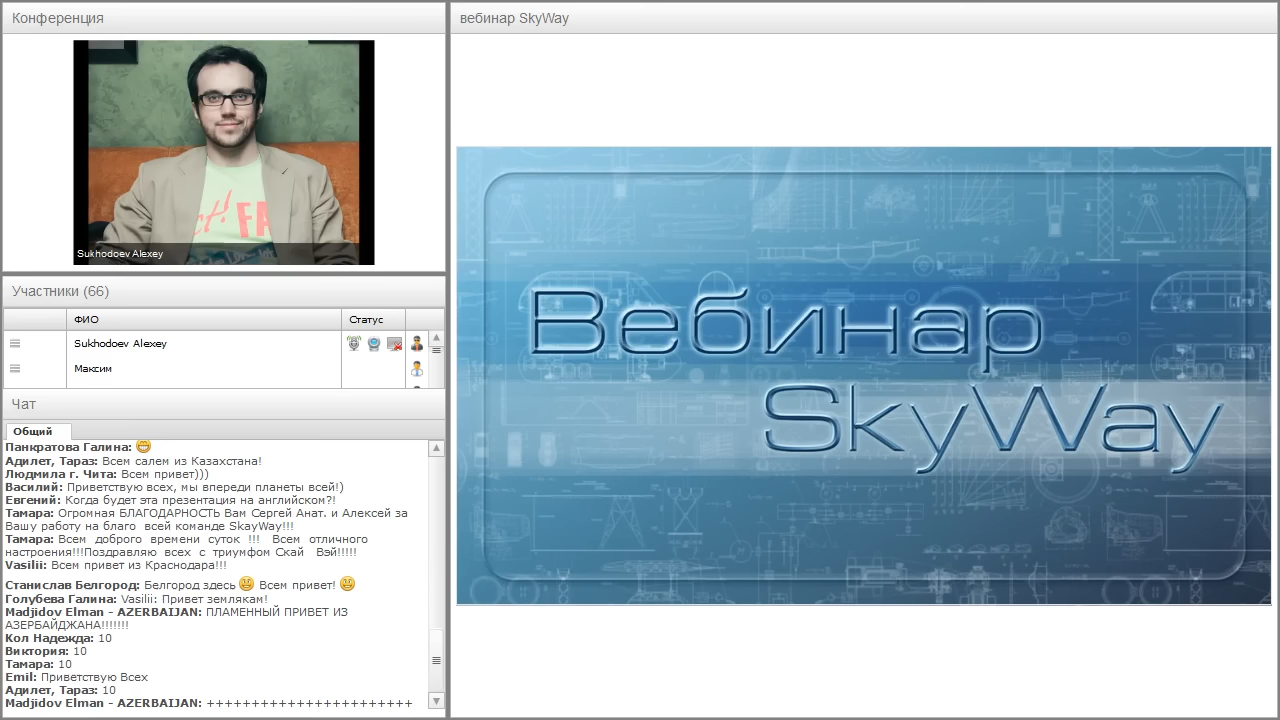 Конференция
Sukhodoev Alexey
Участники (66)
ФИО Статус
Sukhodoev Alexey
Максим
Чат
Общий
Панкратова Галина:
Адилет, Тараз: Всем салем из Казахстана!
Людмила г. Чита: Всем привет)))
Василий: Приветствую всех, мы впереди планеты всей!)
Евгений: Когда будет эта презентация на английском?!
Тамара: Огромная БЛАГОДАРНОСТЬ Вам Сергей Анат. и Алексей за
Вашу работу на благо всей команде SkayWay!!!
Тамара: Всем доброго времени суток !!! Всем отличного
настроения!!!Поздравляю всех с триумфом Скай Вэй!!!!!
Vasilii: Всем привет из Краснодара!!!
Станислав Белгород: Белгород здесь Всем привет!
Голубева Галина: Vasilii: Привет землякам!
Madjidov Elman - AZERBAIJAN: ПЛАМЕННЫЙ ПРИВЕТ ИЗ
АЗЕРБАЙДЖАНА!!!!!!!
Кол Надежда: 10
Виктория: 10
Тамара: 10
Emil: Приветствую Всех
Адилет, Тараз: 10
Madjidov Elman - AZERBAIJAN: +++++++++++++++++++++++
вебинар SkyWay
Вебинар
SkyWay